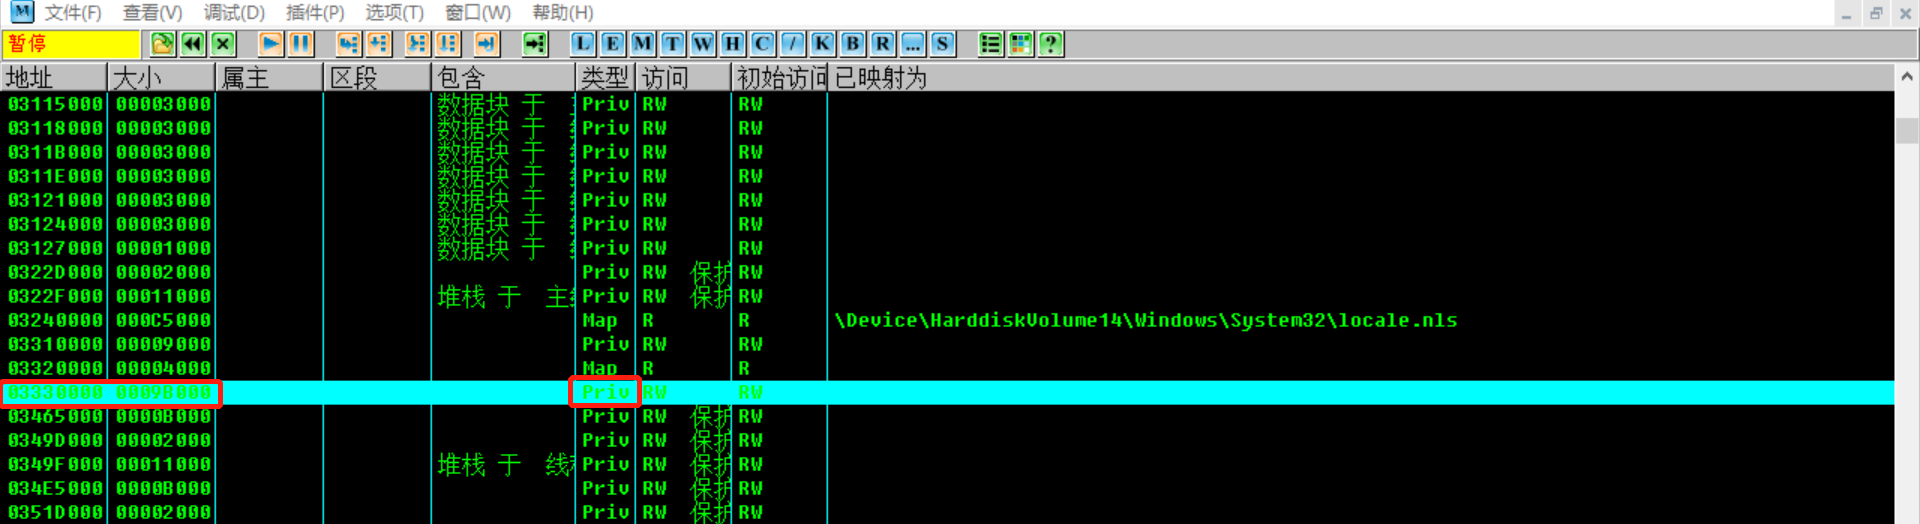 M 文件(F) 查看(V) 调试(D) 插件(P) 选项(T) 窗口(W) 帮助(H)
暂停 L E M T W H C / K B R ... S ?
地址 大小 属主 区段 包含 类型 访问 初始访问 已映射为
03115000 00003000 数据块 于 Priv RW RW
03118000 00003000 数据块 于 Priv RW RW
0311B000 00003000 数据块 于 Priv RW RW
0311E000 00003000 数据块 于 Priv RW RW
03121000 00003000 数据块 于 Priv RW RW
03124000 00003000 数据块 于 Priv RW RW
03127000 00001000 数据块 于 Priv RW RW
0322D000 00002000 Priv RW 保护 RW
0322F000 00011000 堆栈 于 主 Priv RW 保护 RW
03240000 000C5000 Map R R \Device\HarddiskVolume14\Windows\System32\locale.nls
03310000 00009000 Priv RW RW
03320000 00004000 Map R R
03330000 0009B000 Priv RW RW
03465000 0000B000 Priv RW 保护 RW
0349D000 00002000 Priv RW 保护 RW
0349F000 00011000 堆栈 于 线 Priv RW 保护 RW
034E5000 0000B000 Priv RW 保护 RW
0351D000 00002000 Priv RW 保护 RW